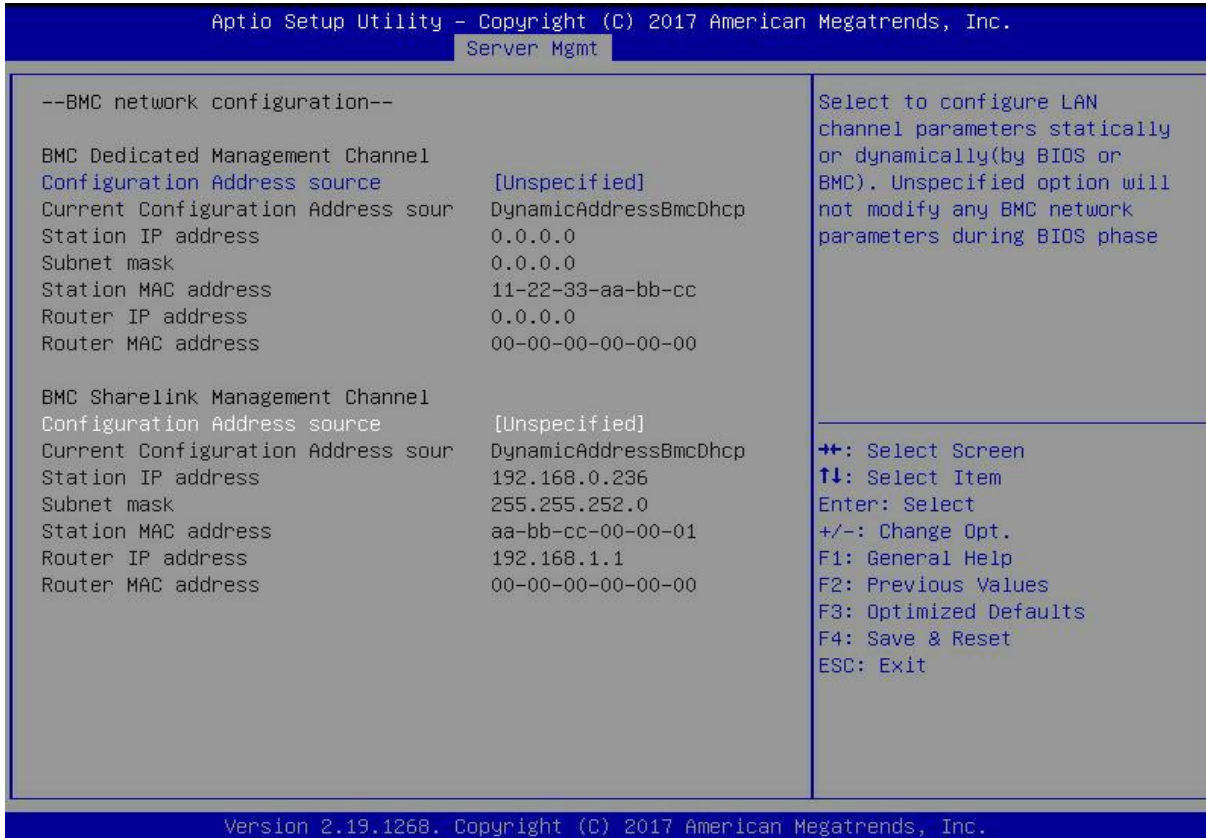 Aptio Setup Utility – Copyright (C) 2017 American Megatrends, Inc.
Server Mgmt
--BMC network configuration--
BMC Dedicated Management Channel
Configuration Address source [Unspecified]
Current Configuration Address sour DynamicAddressBmcDhcp
Station IP address 0.0.0.0
Subnet mask 0.0.0.0
Station MAC address 11-22-33-aa-bb-cc
Router IP address 0.0.0.0
Router MAC address 00-00-00-00-00-00
BMC Sharelink Management Channel
Configuration Address source [Unspecified]
Current Configuration Address sour DynamicAddressBmcDhcp
Station IP address 192.168.0.236
Subnet mask 255.255.252.0
Station MAC address aa-bb-cc-00-00-01
Router IP address 192.168.1.1
Router MAC address 00-00-00-00-00-00
Select to configure LAN
channel parameters statically
or dynamically(by BIOS or
BMC). Unspecified option will
not modify any BMC network
parameters during BIOS phase
→←: Select Screen
↑↓: Select Item
Enter: Select
+/-: Change Opt.
F1: General Help
F2: Previous Values
F3: Optimized Defaults
F4: Save & Reset
ESC: Exit
Version 2.19.1268. Copyright (C) 2017 American Megatrends, Inc.